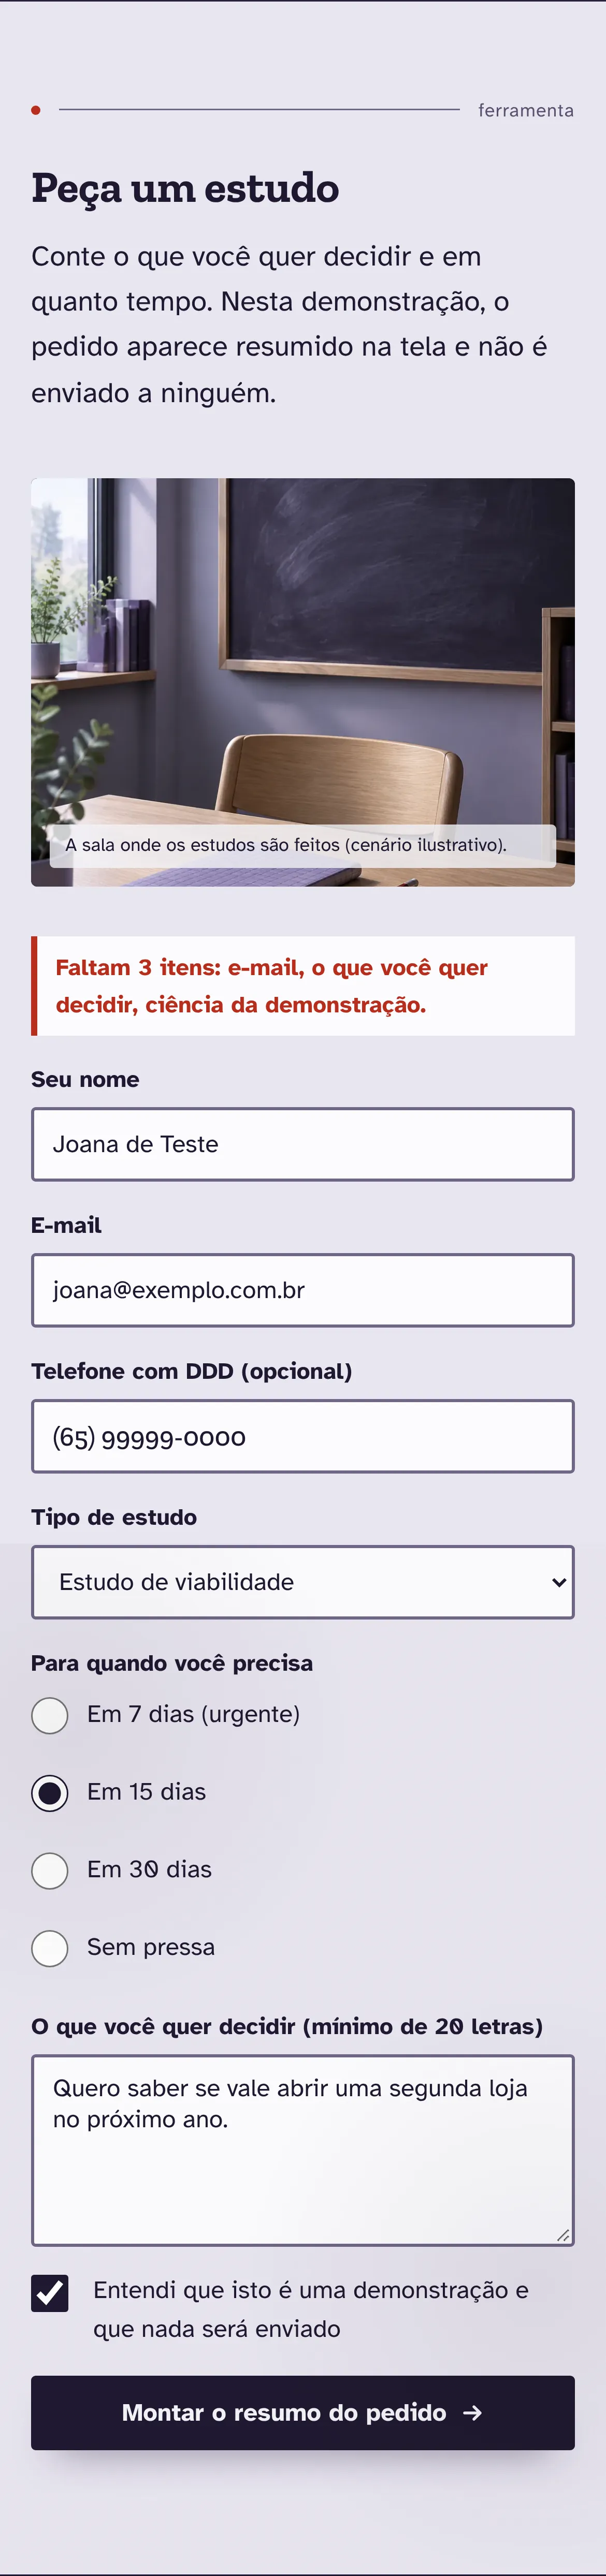 ferramenta
Peça um estudo
Conte o que você quer decidir e em
quanto tempo. Nesta demonstração, o
pedido aparece resumido na tela e não é
enviado a ninguém.
A sala onde os estudos são feitos (cenário ilustrativo).
Faltam 3 itens: e-mail, o que você quer
decidir, ciência da demonstração.
Seu nome
Joana de Teste
E-mail
joana@exemplo.com.br
Telefone com DDD (opcional)
(65) 99999-0000
Tipo de estudo
Estudo de viabilidade
Para quando você precisa
Em 7 dias (urgente)
Em 15 dias
Em 30 dias
Sem pressa
O que você quer decidir (mínimo de 20 letras)
Quero saber se vale abrir uma segunda loja
no próximo ano.
Entendi que isto é uma demonstração e
que nada será enviado
Montar o resumo do pedido →